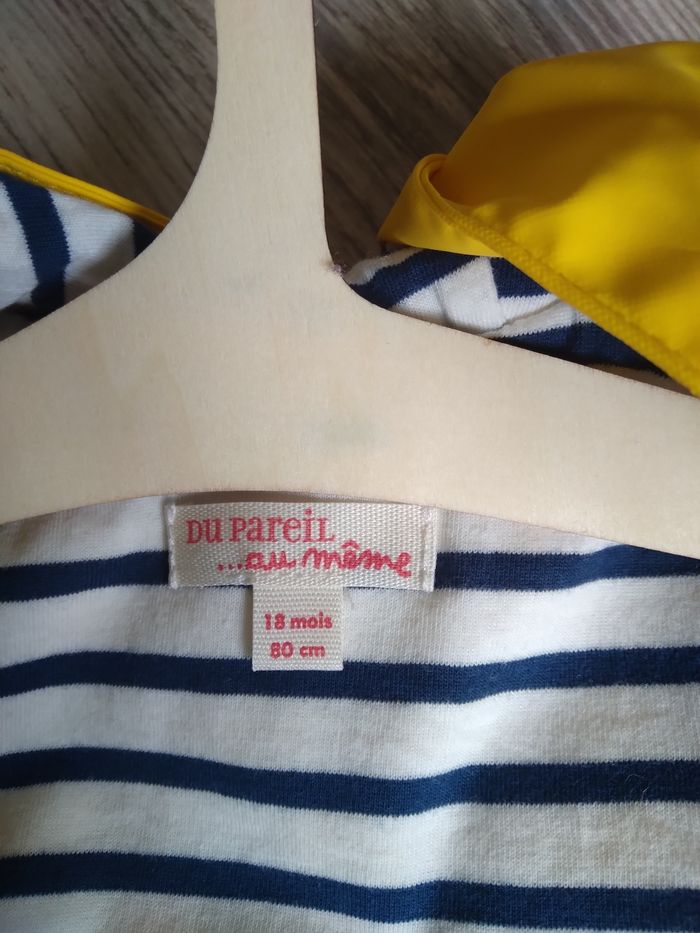 DU PareiL
...au même
18 mois
80 cm